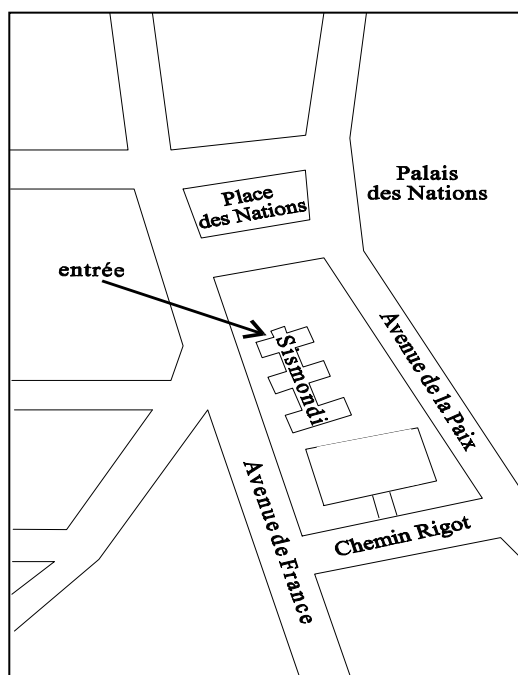 Palais
des Nations
Place
des Nations
entrée
Sismondi
Avenue de la Paix
Avenue de France
Chemin Rigot